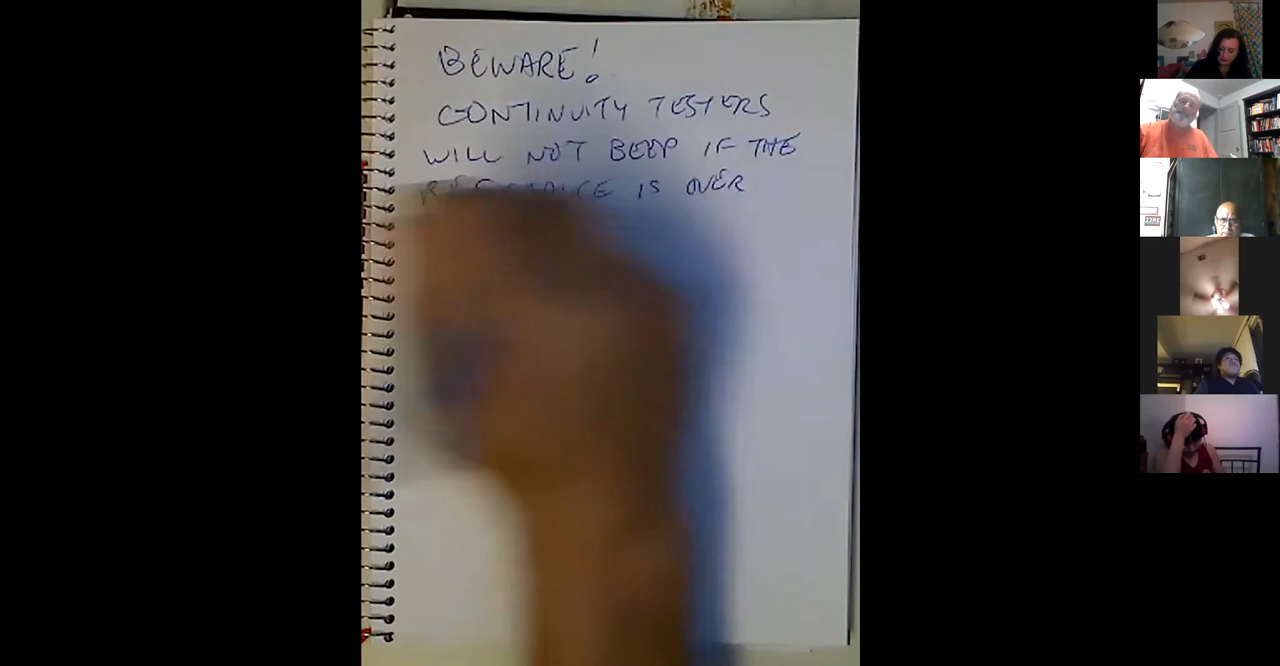 BEWARE!
CONTINUITY TESTERS
WILL NOT BEEP IF THE
IS OVER